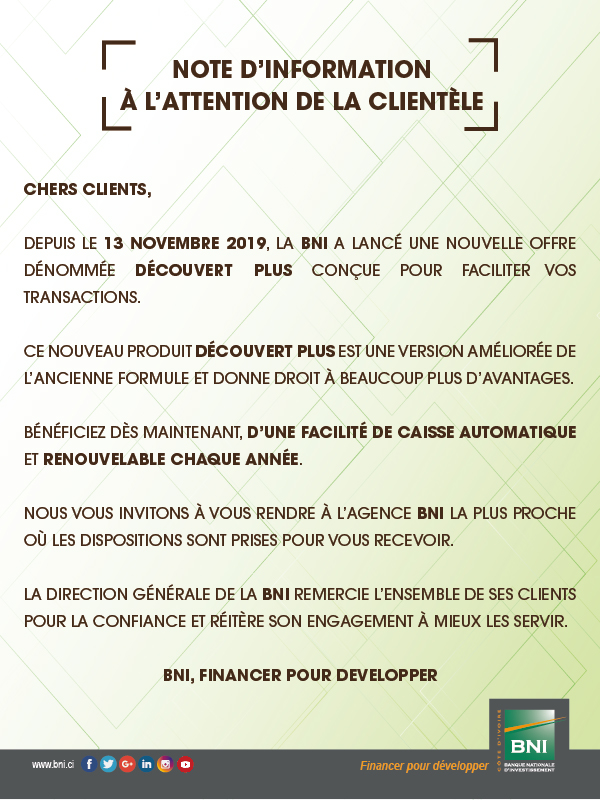 NOTE D'INFORMATION
À L'ATTENTION DE LA CLIENTÈLE
CHERS CLIENTS,
DEPUIS LE 13 NOVEMBRE 2019, LA BNI A LANCÉ UNE NOUVELLE OFFRE
DÉNOMMÉE DÉCOUVERT PLUS CONÇUE POUR FACILITER VOS
TRANSACTIONS.
CE NOUVEAU PRODUIT DÉCOUVERT PLUS EST UNE VERSION AMÉLIORÉE DE
L'ANCIENNE FORMULE ET DONNE DROIT À BEAUCOUP PLUS D'AVANTAGES.
BÉNÉFICIEZ DÈS MAINTENANT, D'UNE FACILITÉ DE CAISSE AUTOMATIQUE
ET RENOUVELABLE CHAQUE ANNÉE.
NOUS VOUS INVITONS À VOUS RENDRE À L'AGENCE BNI LA PLUS PROCHE
OÙ LES DISPOSITIONS SONT PRISES POUR VOUS RECEVOIR.
LA DIRECTION GÉNÉRALE DE LA BNI REMERCIE L'ENSEMBLE DE SES CLIENTS
POUR LA CONFIANCE ET RÉITÈRE SON ENGAGEMENT À MIEUX LES SERVIR.
BNI, FINANCER POUR DEVELOPPER
www.bni.ci
Financer pour développer
CÔTE D'IVOIRE
BNI
BANQUE NATIONALE
D'INVESTISSEMENT